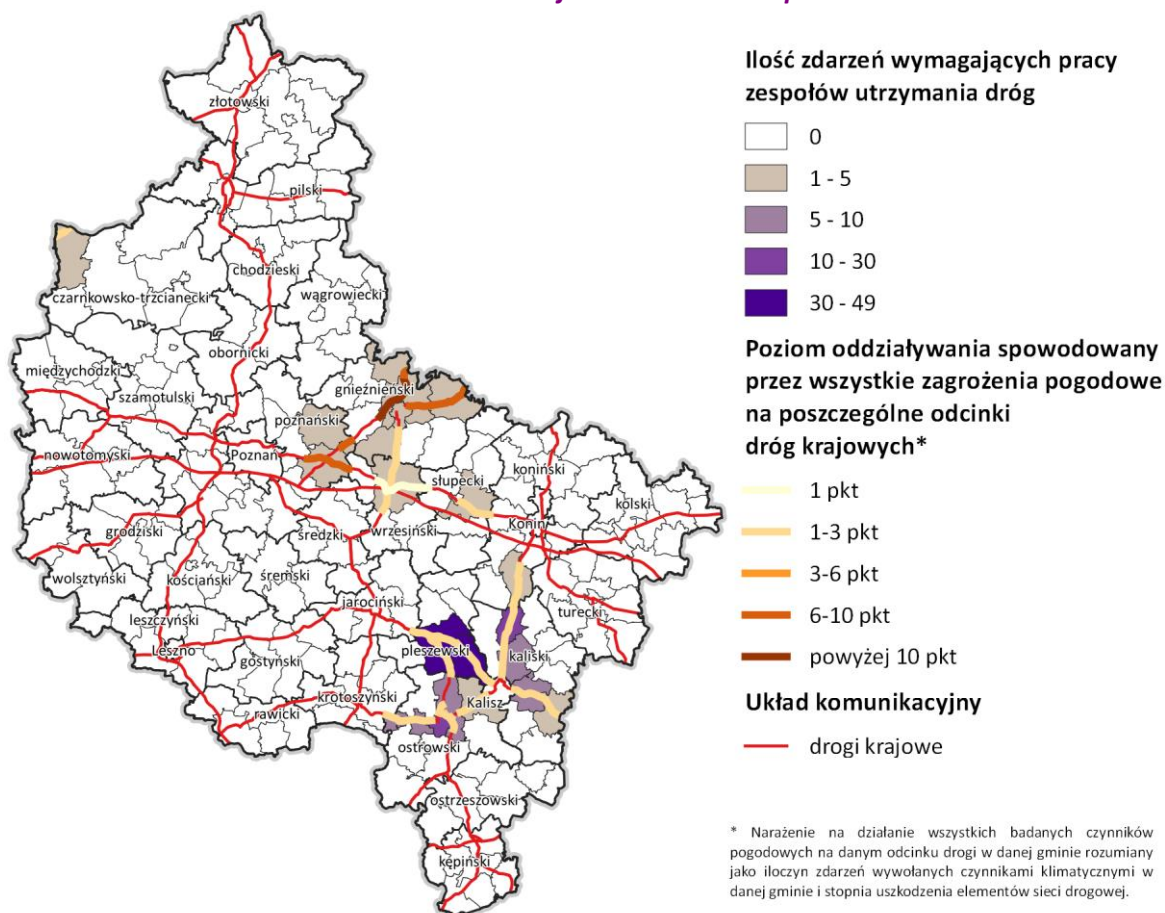 Ilość zdarzeń wymagających pracy
zespołów utrzymania dróg
0
1 - 5
5 - 10
10 - 30
30 - 49
Poziom oddziaływania spowodowany
przez wszystkie zagrożenia pogodowe
na poszczególne odcinki
dróg krajowych*
1 pkt
1-3 pkt
3-6 pkt
6-10 pkt
powyżej 10 pkt
Układ komunikacyjny
drogi krajowe
* Narażenie na działanie wszystkich badanych czynników
pogodowych na danym odcinku drogi w danej gminie rozumiany
jako iloczyn zdarzeń wywołanych czynnikami klimatycznymi w
danej gminie i stopnia uszkodzenia elementów sieci drogowej.
złotowski
pilski
chodzieski
czarnkowsko-trzcianecki
wągrowiecki
obornicki
międzychodzki
szamotulski
gnieźnieński
poznański
nowotomyski
Poznań
słupecki
koniński
kolski
Konin
grodziski
średzki
wrzesiński
wolsztyński
kościański
śremski
jarociński
turecki
leszczyński
Leszno
gostyński
pleszewski
kaliski
krotoszyński
Kalisz
rawicki
ostrowski
ostrzeszowski
kępiński